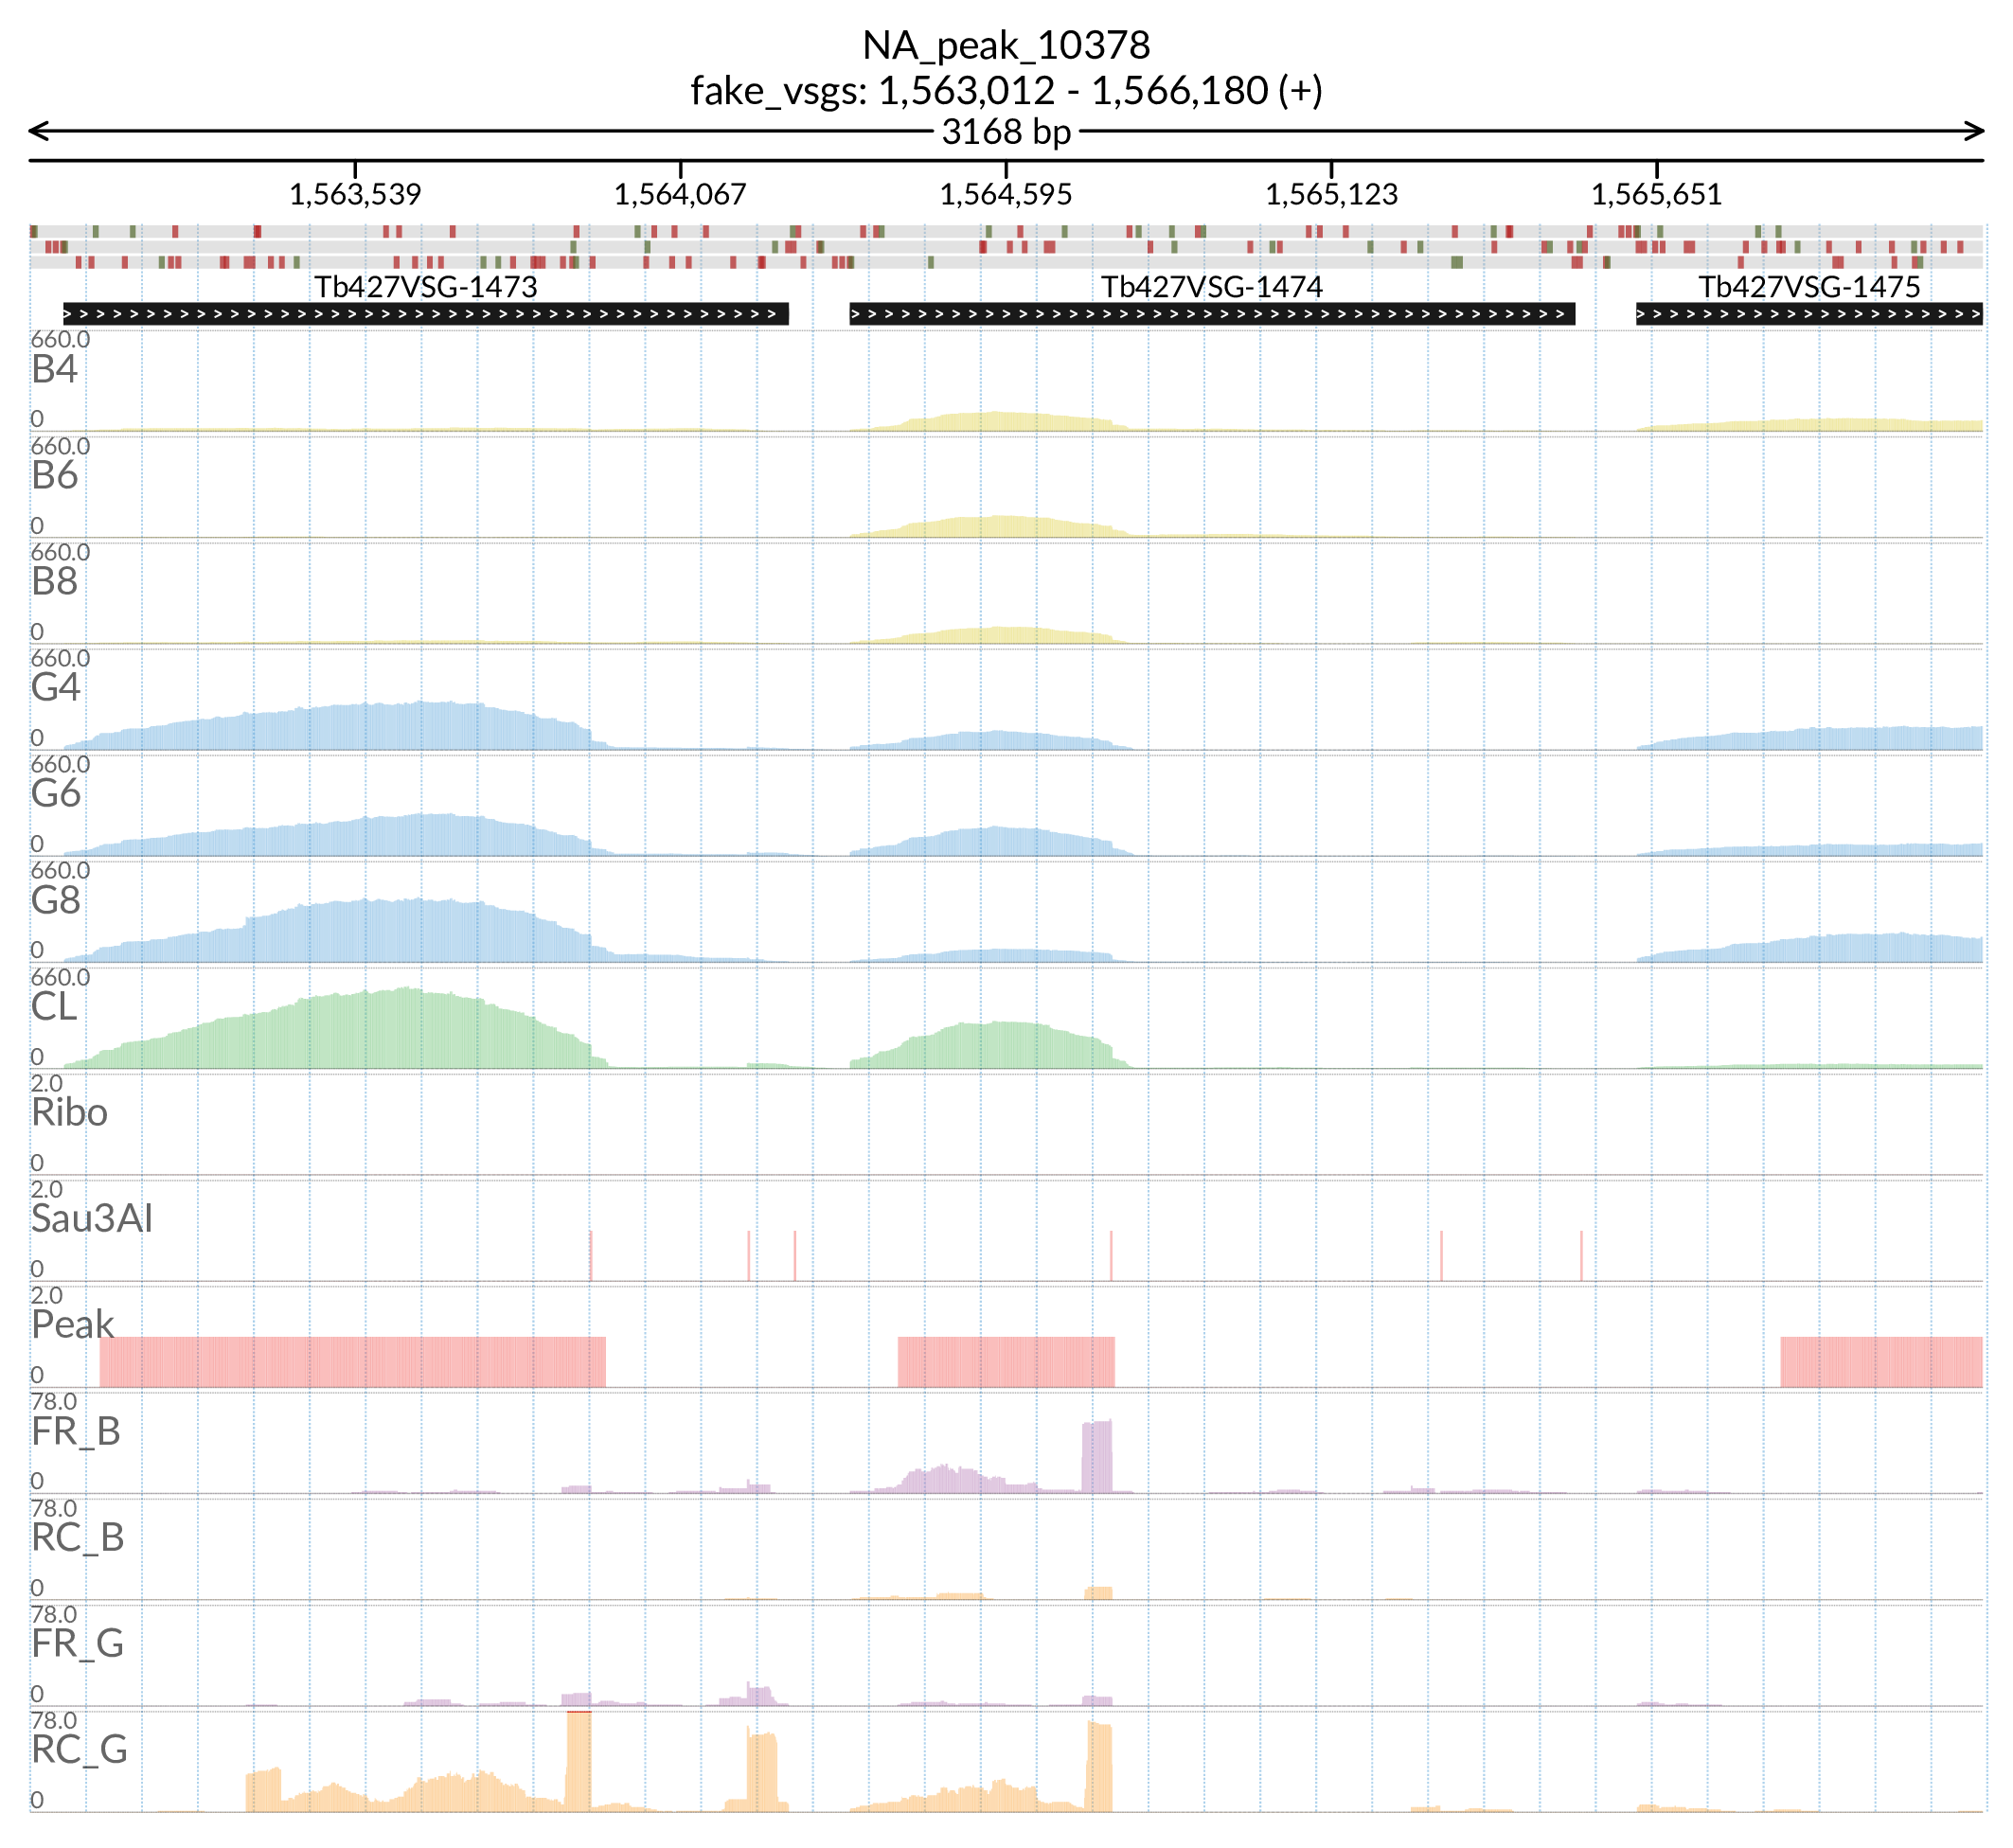 NA_peak_10378
fake_vsgs: 1,563,012 - 1,566,180 (+)
3168 bp
1,563,539 1,564,067 1,564,595 1,565,123 1,565,651
Tb427VSG-1473 Tb427VSG-1474 Tb427VSG-1475
660.0
B4
0
660.0
B6
0
660.0
B8
0
660.0
G4
0
660.0
G6
0
660.0
G8
0
660.0
CL
0
2.0
Ribo
0
2.0
Sau3AI
0
2.0
Peak
0
78.0
FR_B
0
78.0
RC_B
0
78.0
FR_G
0
78.0
RC_G
0